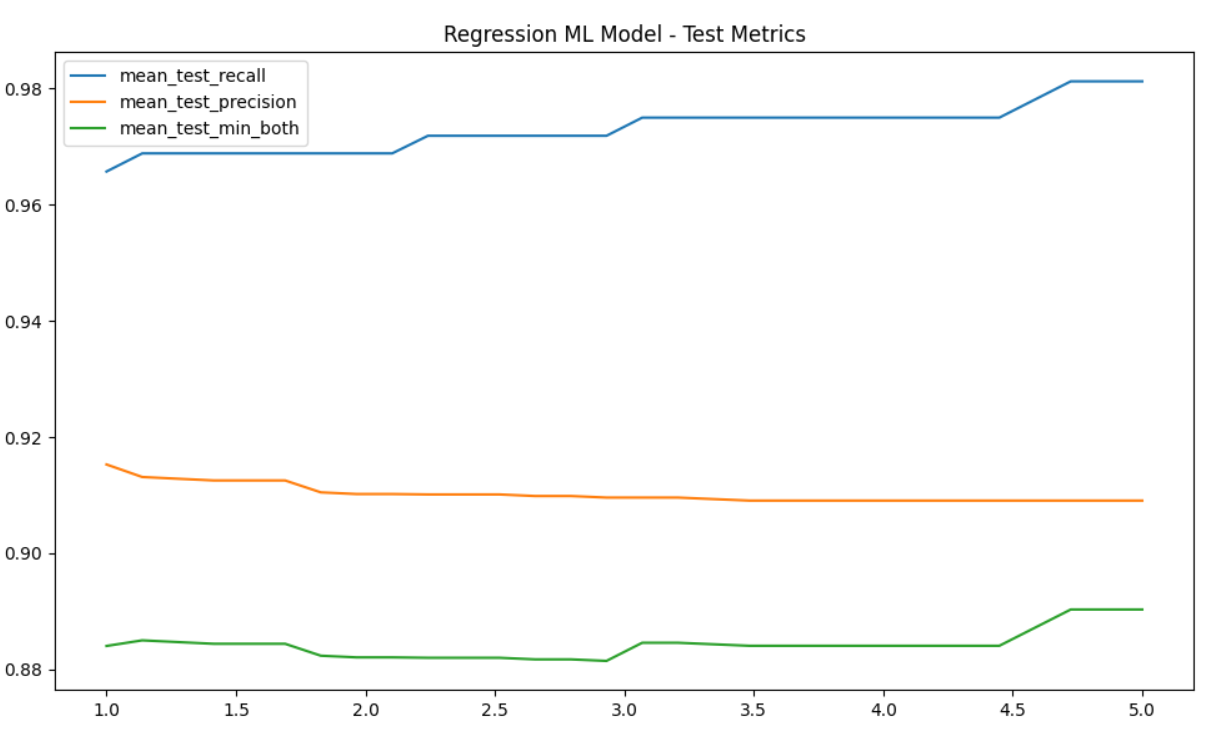 Regression ML Model - Test Metrics
mean_test_recall
mean_test_precision
mean_test_min_both
0.98
0.96
0.94
0.92
0.90
0.88
1.0 1.5 2.0 2.5 3.0 3.5 4.0 4.5 5.0